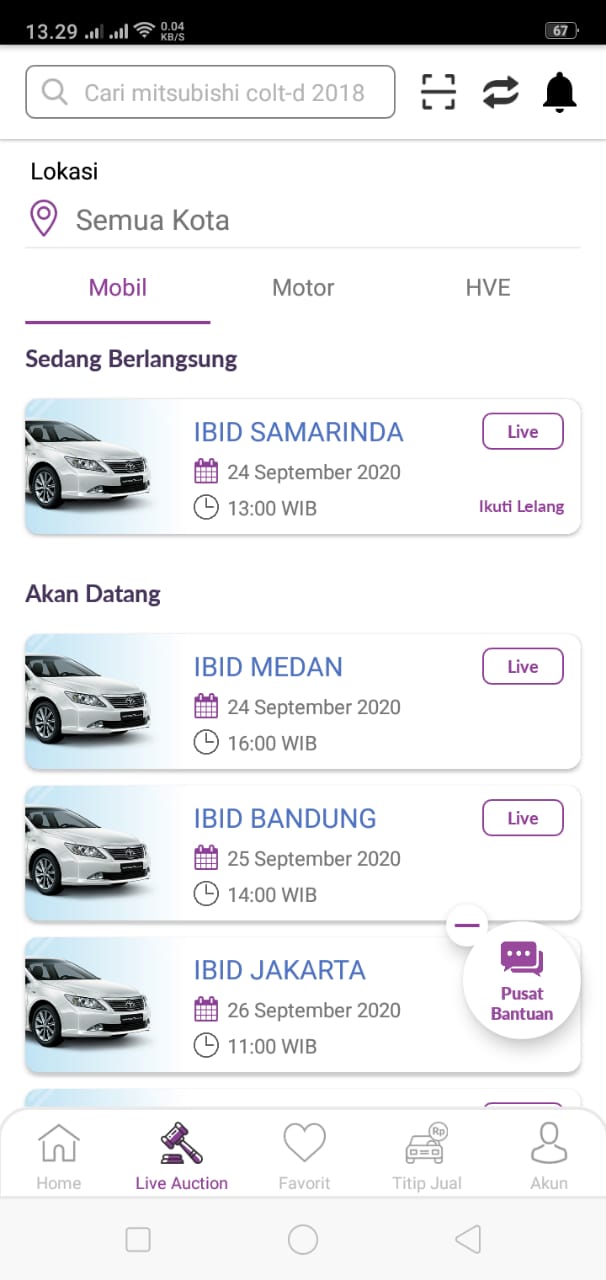 13.29
0.04
KB/S
67
Cari mitsubishi colt-d 2018
Lokasi
Semua Kota
Mobil Motor HVE
Sedang Berlangsung
IBID SAMARINDA
Live
24 September 2020
13:00 WIB
Ikuti Lelang
Akan Datang
IBID MEDAN
Live
24 September 2020
16:00 WIB
IBID BANDUNG
Live
25 September 2020
14:00 WIB
IBID JAKARTA
26 September 2020
11:00 WIB
Pusat
Bantuan
Rp
Home Live Auction Favorit Titip Jual Akun